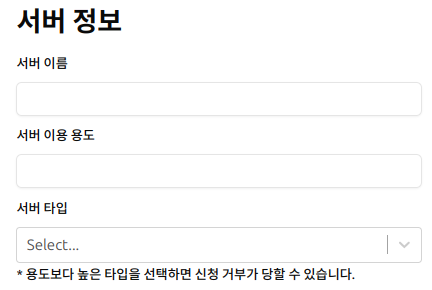 서버 정보
서버 이름
서버 이용 용도
서버 타입
Select...
* 용도보다 높은 타입을 선택하면 신청 거부가 당할 수 있습니다.